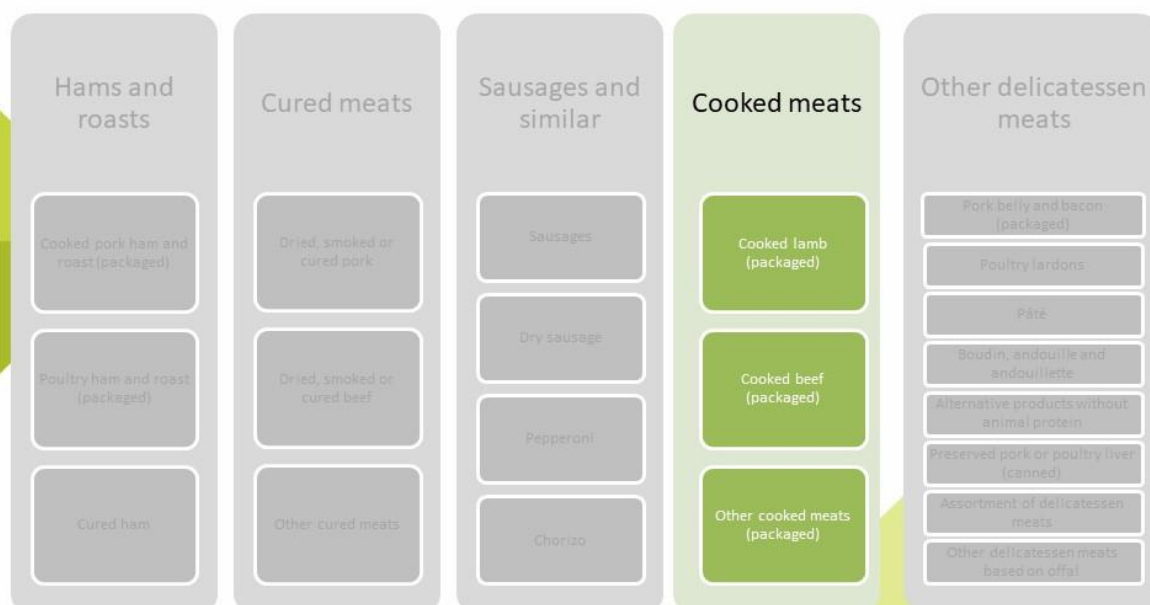 Hams and
roasts
Cooked pork ham and
roast (packaged)
Poultry ham and roast
(packaged)
Cured ham
Cured meats
Dried, smoked or
cured pork
Dried, smoked or
cured beef
Other cured meats
Sausages and
similar
Sausages
Dry sausage
Pepperoni
Chorizo
Cooked meats
Cooked lamb
(packaged)
Cooked beef
(packaged)
Other cooked meats
(packaged)
Other delicatessen
meats
Pork belly and bacon
(packaged)
Poultry lardons
Pâté
Boudin, andouille and
andouillette
Alternative products without
animal protein
Preserved pork or poultry liver
(canned)
Assortment of delicatessen
meats
Other delicatessen meats
based on offal